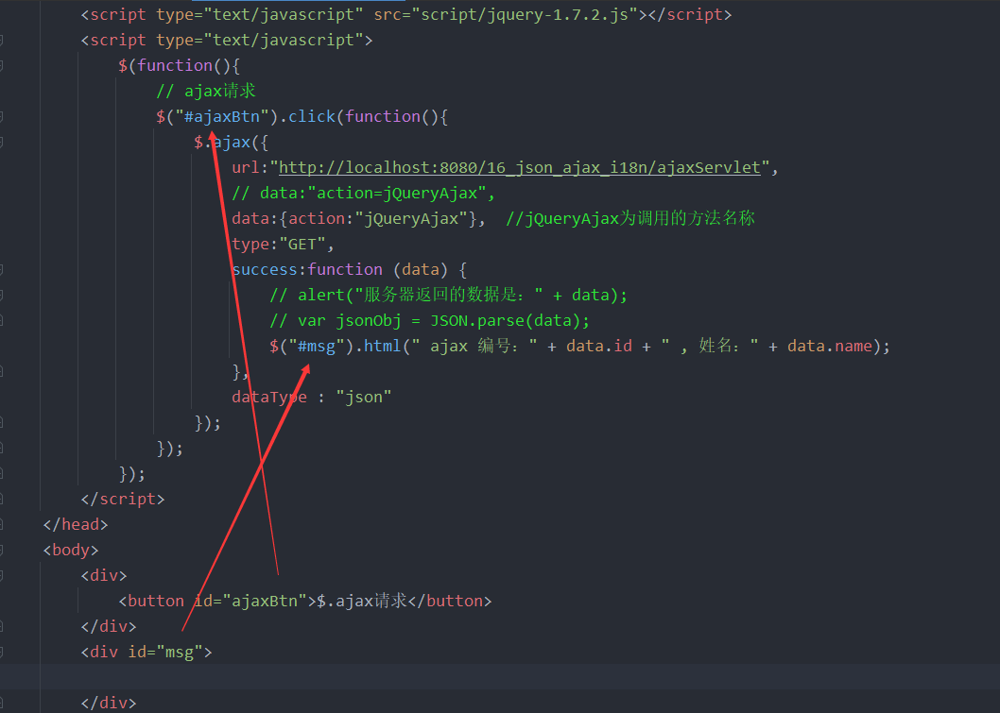 <script type="text/javascript" src="script/jquery-1.7.2.js"></script>
<script type="text/javascript">
$(function(){
// ajax请求
$("#ajaxBtn").click(function(){
$.ajax({
url:"http://localhost:8080/16_json_ajax_i18n/ajaxServlet",
// data:"action=jQueryAjax",
data:{action:"jQueryAjax"},  //jQueryAjax为调用的方法名称
type:"GET",
success:function (data) {
// alert("服务器返回的数据是：" + data);
// var jsonObj = JSON.parse(data);
$("#msg").html(" ajax 编号：" + data.id + " , 姓名：" + data.name);
},
dataType : "json"
});
});
});
</script>
</head>
<body>
<div>
<button id="ajaxBtn">$.ajax请求</button>
</div>
<div id="msg">
</div>